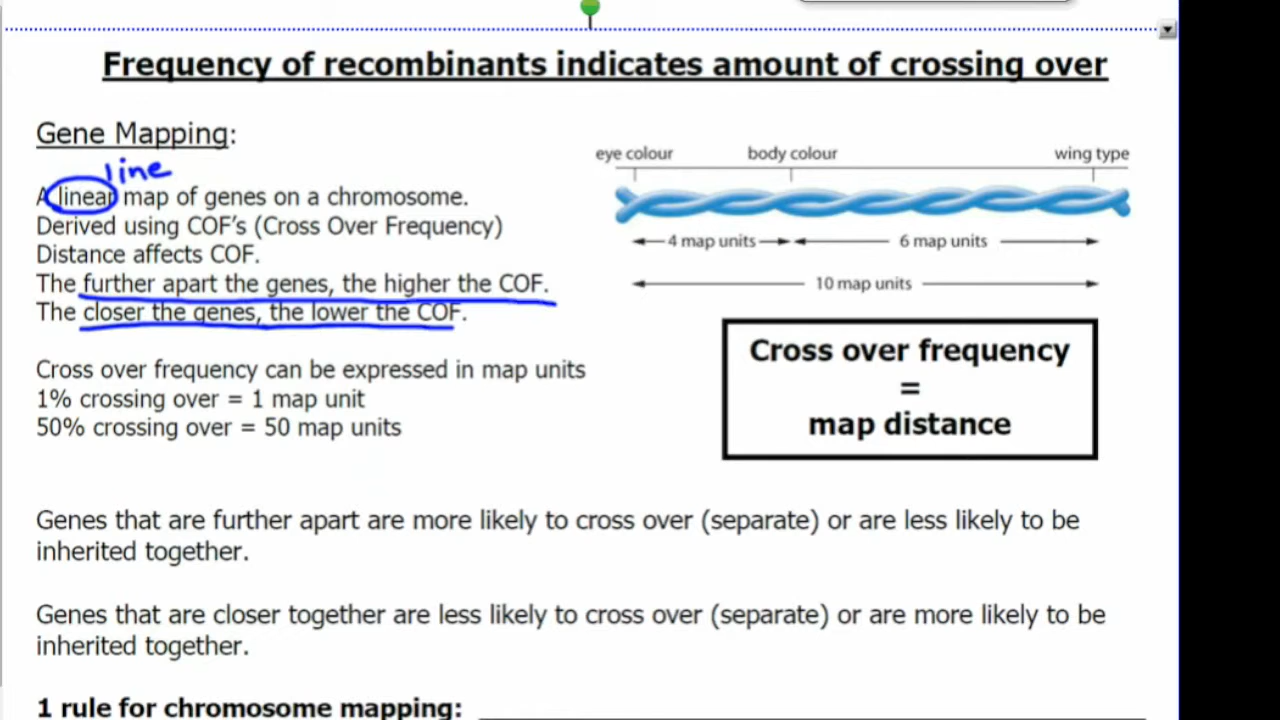 Frequency of recombinants indicates amount of crossing over
Gene Mapping:
line
A linear map of genes on a chromosome.
Derived using COF's (Cross Over Frequency)
Distance affects COF.
The further apart the genes, the higher the COF.
The closer the genes, the lower the COF.
Cross over frequency can be expressed in map units
1% crossing over = 1 map unit
50% crossing over = 50 map units
eye colour body colour wing type
4 map units 6 map units
10 map units
Cross over frequency
=
map distance
Genes that are further apart are more likely to cross over (separate) or are less likely to be
inherited together.
Genes that are closer together are less likely to cross over (separate) or are more likely to be
inherited together.
1 rule for chromosome mapping: